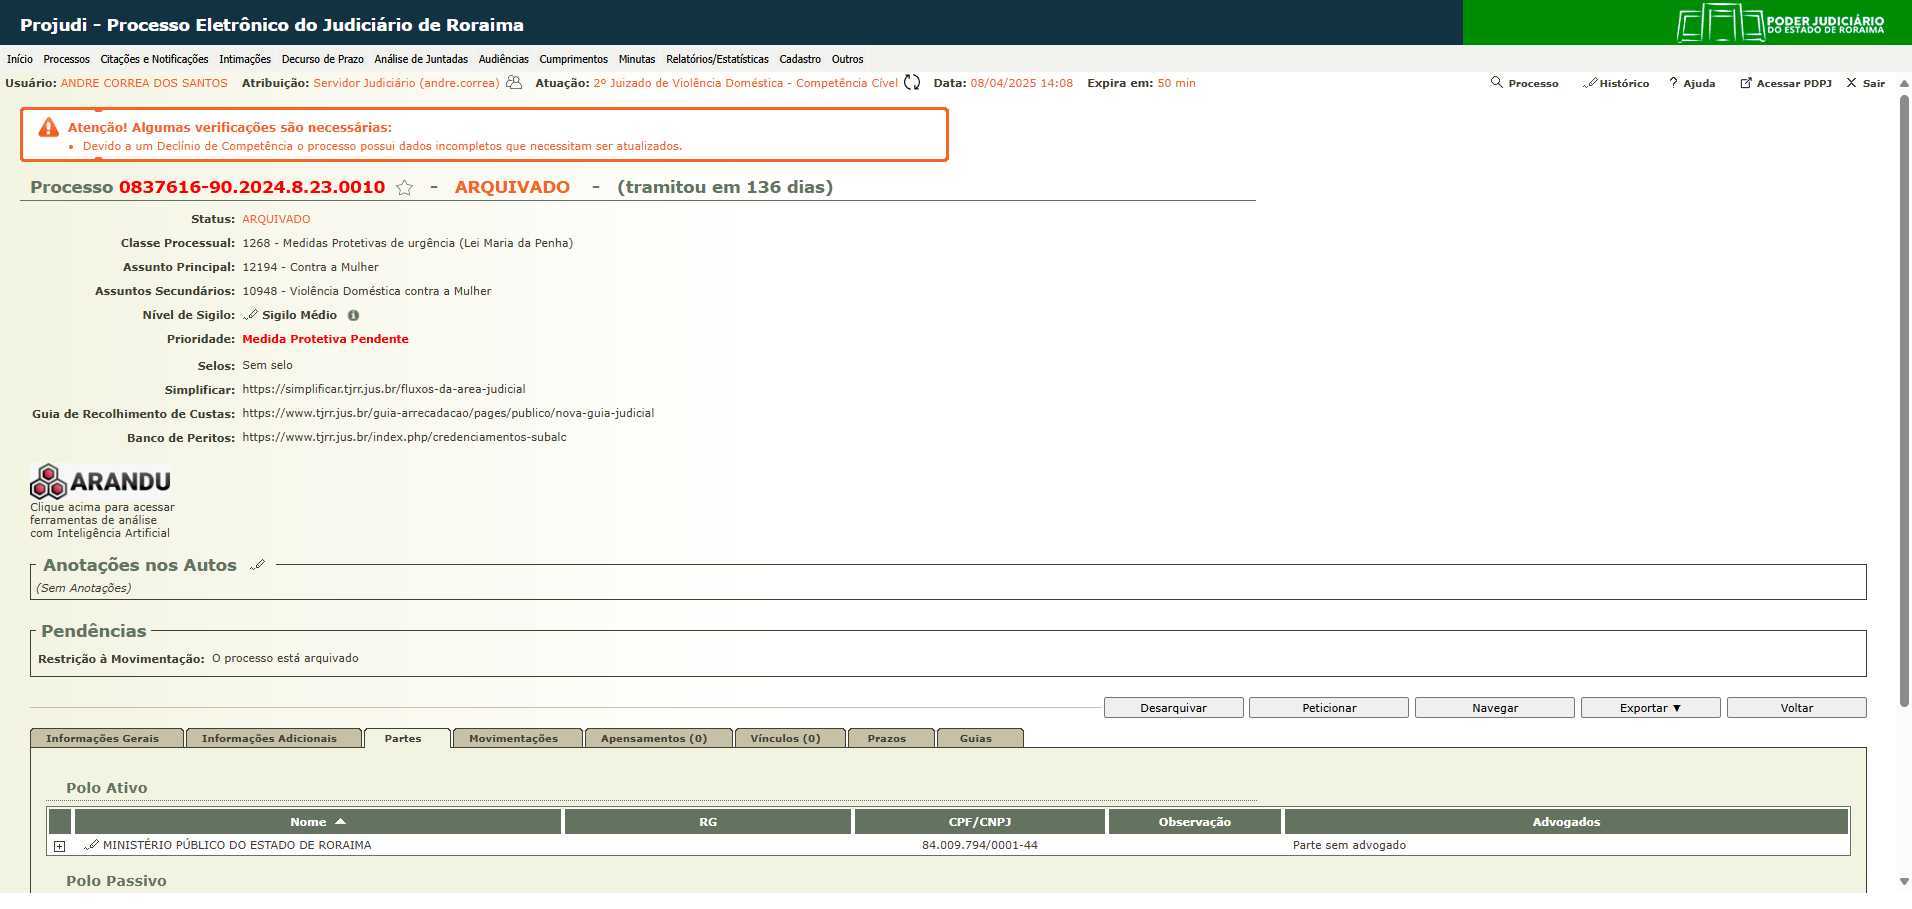 Projudi - Processo Eletrônico do Judiciário de Roraima
PODER JUDICIÁRIO
DO ESTADO DE RORAIMA
Início Processos Citações e Notificações Intimações Decurso de Prazo Análise de Juntadas Audiências Cumprimentos Minutas Relatórios/Estatísticas Cadastro Outros
Usuário: ANDRE CORREA DOS SANTOS Atribuição: Servidor Judiciário (andre.correa) Atuação: 2º Juizado de Violência Doméstica - Competência Cível Data: 08/04/2025 14:08 Expira em: 50 min Processo Histórico ? Ajuda Acessar PDPJ X Sair
Atenção! Algumas verificações são necessárias:
• Devido a um Declínio de Competência o processo possui dados incompletos que necessitam ser atualizados.
Processo 0837616-90.2024.8.23.0010 - ARQUIVADO - (tramitou em 136 dias)
Status: ARQUIVADO
Classe Processual: 1268 - Medidas Protetivas de urgência (Lei Maria da Penha)
Assunto Principal: 12194 - Contra a Mulher
Assuntos Secundários: 10948 - Violência Doméstica contra a Mulher
Nível de Sigilo: Sigilo Médio
Prioridade: Medida Protetiva Pendente
Selos: Sem selo
Simplificar: https://simplificar.tjrr.jus.br/fluxos-da-area-judicial
Guia de Recolhimento de Custas: https://www.tjrr.jus.br/guia-arrecadacao/pages/publico/nova-guia-judicial
Banco de Peritos: https://www.tjrr.jus.br/index.php/credenciamentos-subalc
ARANDU
Clique acima para acessar
ferramentas de análise
com Inteligência Artificial
Anotações nos Autos
(Sem Anotações)
Pendências
Restrição à Movimentação: O processo está arquivado
Desarquivar Peticionar Navegar Exportar ▼ Voltar
Informações Gerais Informações Adicionais Partes Movimentações Apensamentos (0) Vínculos (0) Prazos Guias
Polo Ativo
Nome RG CPF/CNPJ Observação Advogados
MINISTÉRIO PÚBLICO DO ESTADO DE RORAIMA 84.009.794/0001-44 Parte sem advogado
Polo Passivo